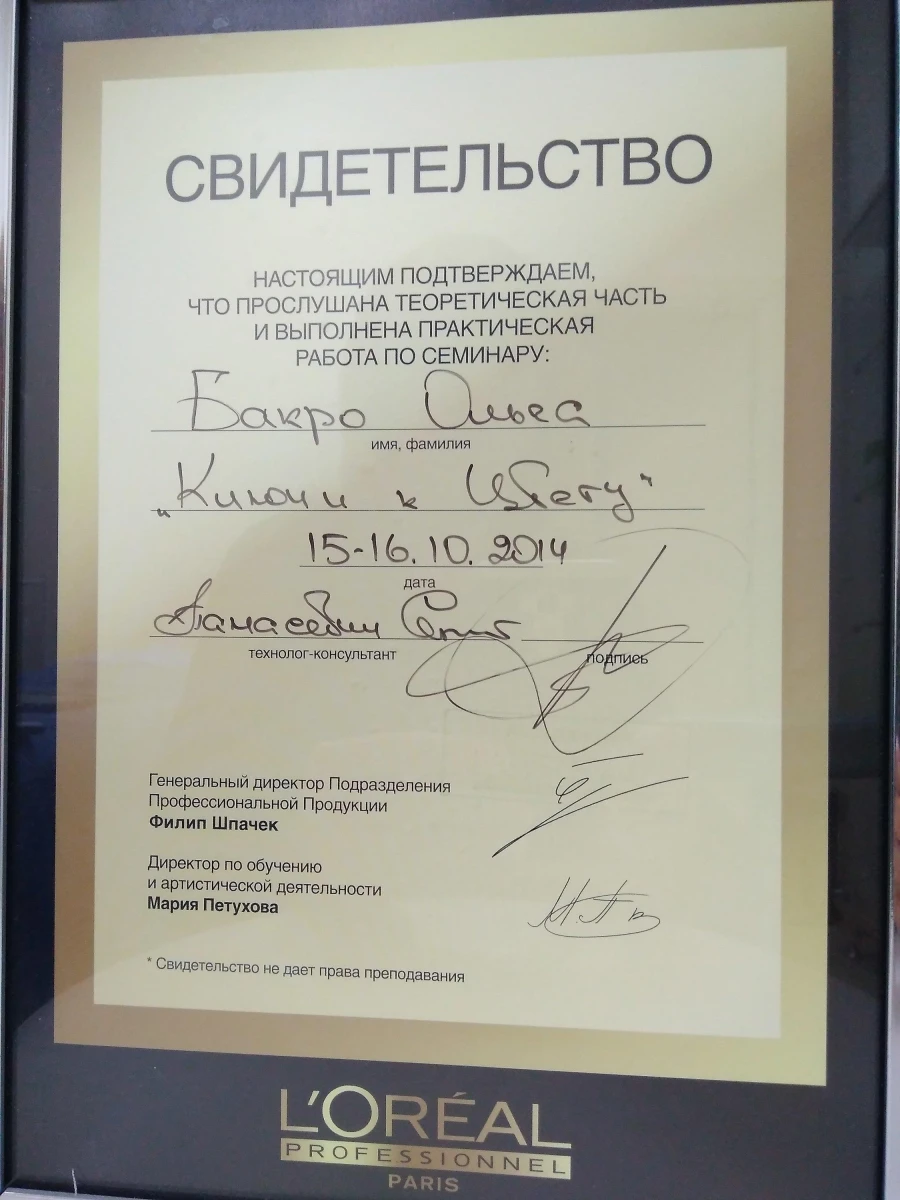 СВИДЕТЕЛЬСТВО
НАСТОЯЩИМ ПОДТВЕРЖДАЕМ,
ЧТО ПРОСЛУШАНА ТЕОРЕТИЧЕСКАЯ ЧАСТЬ
И ВЫПОЛНЕНА ПРАКТИЧЕСКАЯ
РАБОТА ПО СЕМИНАРУ:
Бакро Ольга
имя, фамилия
„Ключи к Цвету"
15-16.10.2014
дата
технолог-консультант подпись
Генеральный директор Подразделения
Профессиональной Продукции
Филип Шпачек
Директор по обучению
и артистической деятельности
Мария Петухова
* Свидетельство не дает права преподавания
L'ORÉAL
PROFESSIONNEL
PARIS